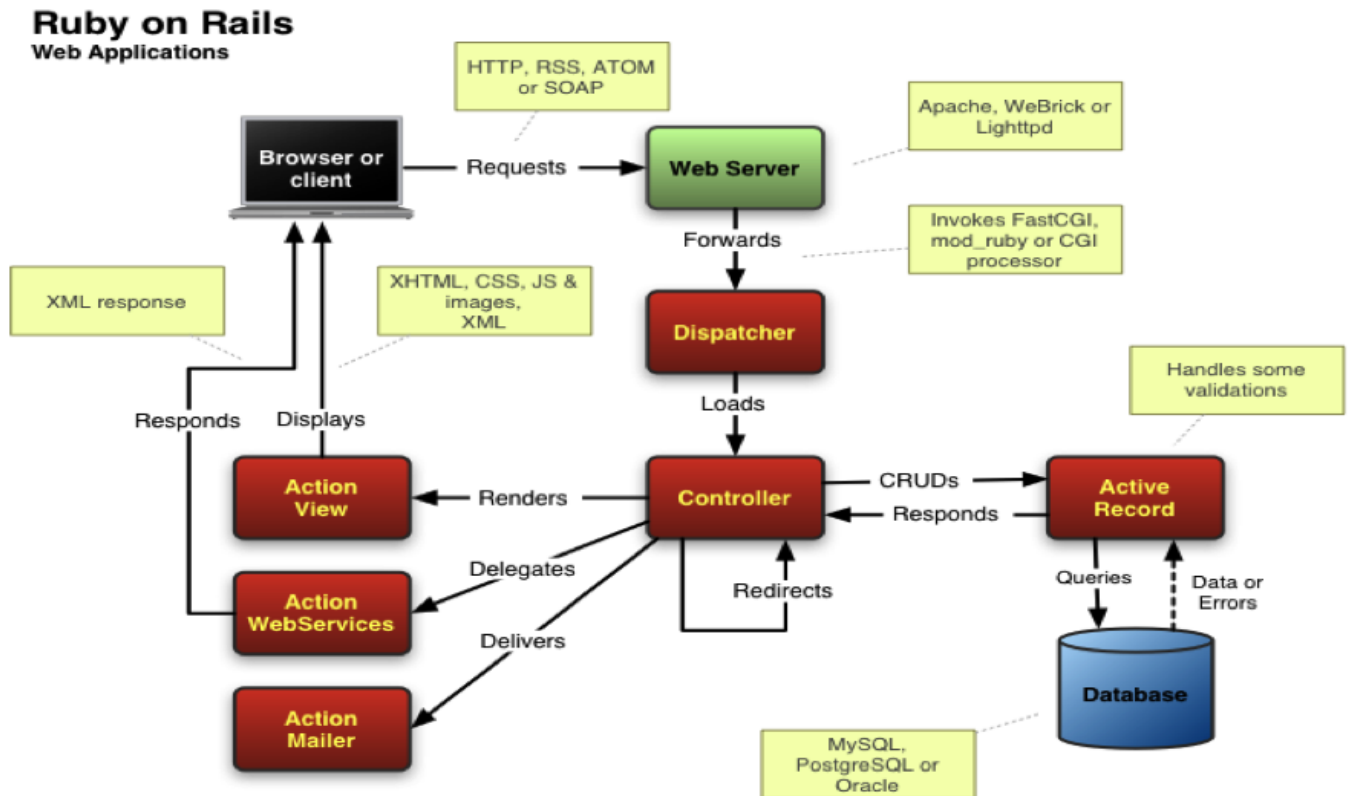 Ruby on Rails
Web Applications
HTTP, RSS, ATOM
or SOAP
Apache, WeBrick or
Lighttpd
Browser or
client
Requests
Web Server
Forwards
Invokes FastCGI,
mod_ruby or CGI
processor
XML response
XHTML, CSS, JS &
images,
XML
Dispatcher
Handles some
validations
Responds
Displays
Loads
Action
View
Renders
Controller
CRUDs
Responds
Active
Record
Delegates
Redirects
Queries
Data or
Errors
Action
WebServices
Delivers
Action
Mailer
Database
MySQL,
PostgreSQL or
Oracle